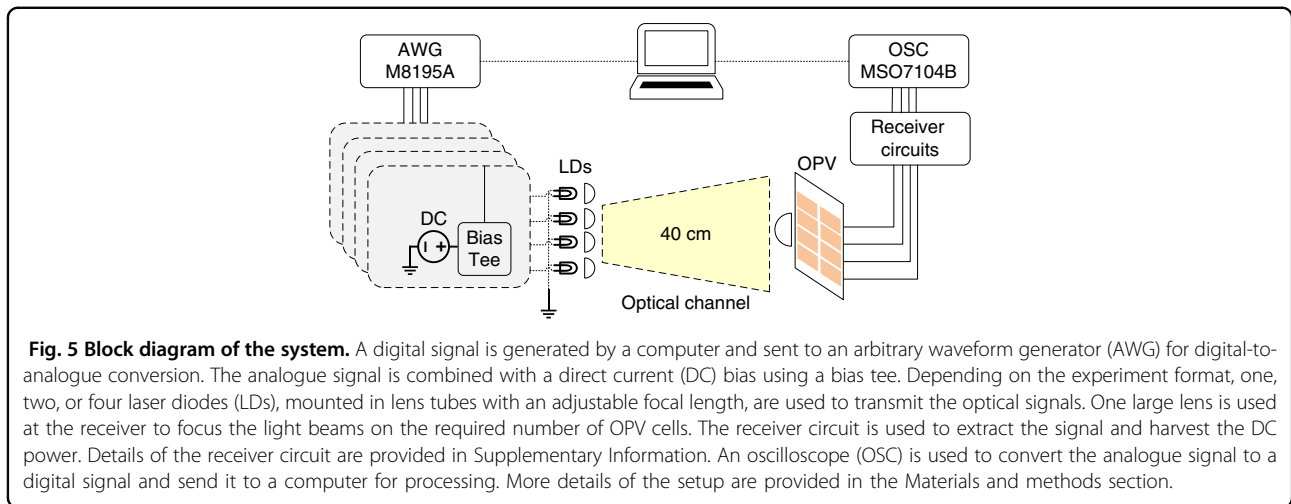 AWG
M8195A
OSC
MSO7104B
Receiver
circuits
LDs
OPV
DC
Bias
Tee
40 cm
Optical channel
Fig. 5 Block diagram of the system. A digital signal is generated by a computer and sent to an arbitrary waveform generator (AWG) for digital-to-
analogue conversion. The analogue signal is combined with a direct current (DC) bias using a bias tee. Depending on the experiment format, one,
two, or four laser diodes (LDs), mounted in lens tubes with an adjustable focal length, are used to transmit the optical signals. One large lens is used
at the receiver to focus the light beams on the required number of OPV cells. The receiver circuit is used to extract the signal and harvest the DC
power. Details of the receiver circuit are provided in Supplementary Information. An oscilloscope (OSC) is used to convert the analogue signal to a
digital signal and send it to a computer for processing. More details of the setup are provided in the Materials and methods section.